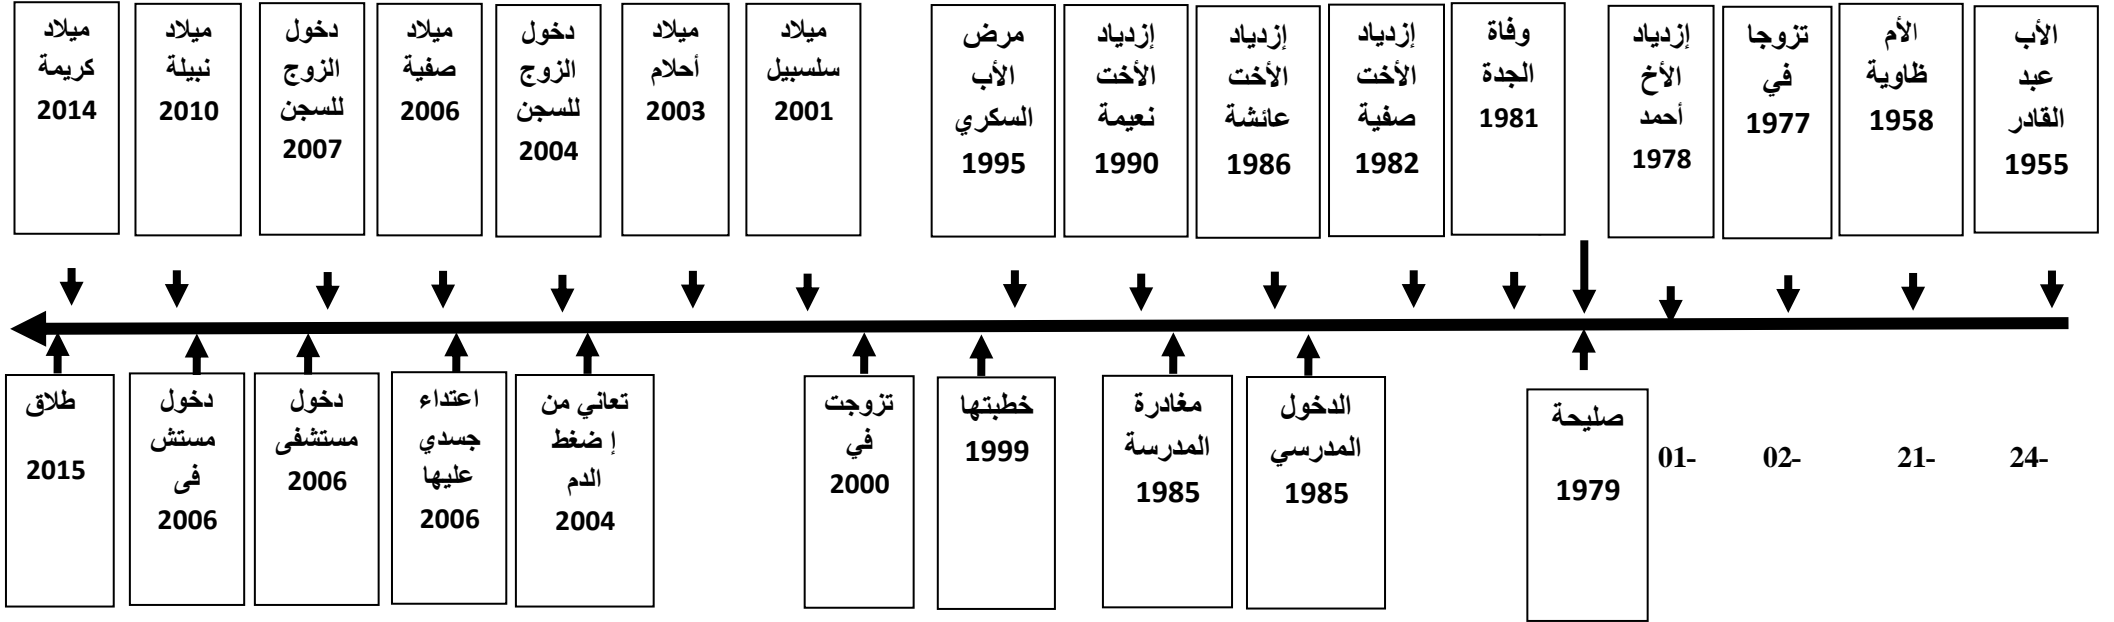 الأب
عبد
القادر
1955
الأم
ظاوية
1958
تزوجا
في
1977
إزدياد
الأخ
أحمد
1978
وفاة
الجدة
1981
إزدياد
الأخت
صفية
1982
إزدياد
الأخت
عائشة
1986
إزدياد
الأخت
نعيمة
1990
مرض
الأب
السكري
1995
ميلاد
سلسبيل
2001
ميلاد
أحلام
2003
دخول
الزوج
للسجن
2004
ميلاد
صفية
2006
دخول
الزوج
للسجن
2007
ميلاد
نبيلة
2010
ميلاد
كريمة
2014
24-
21-
02-
01-
صليحة
1979
الدخول
المدرسي
1985
مغادرة
المدرسة
1985
خطبتها
1999
تزوجت
في
2000
تعاني من
إ ضغط
الدم
2004
اعتداء
جسدي
عليها
2006
دخول
مستشفى
2006
دخول
مستش
فى
2006
طلاق
2015